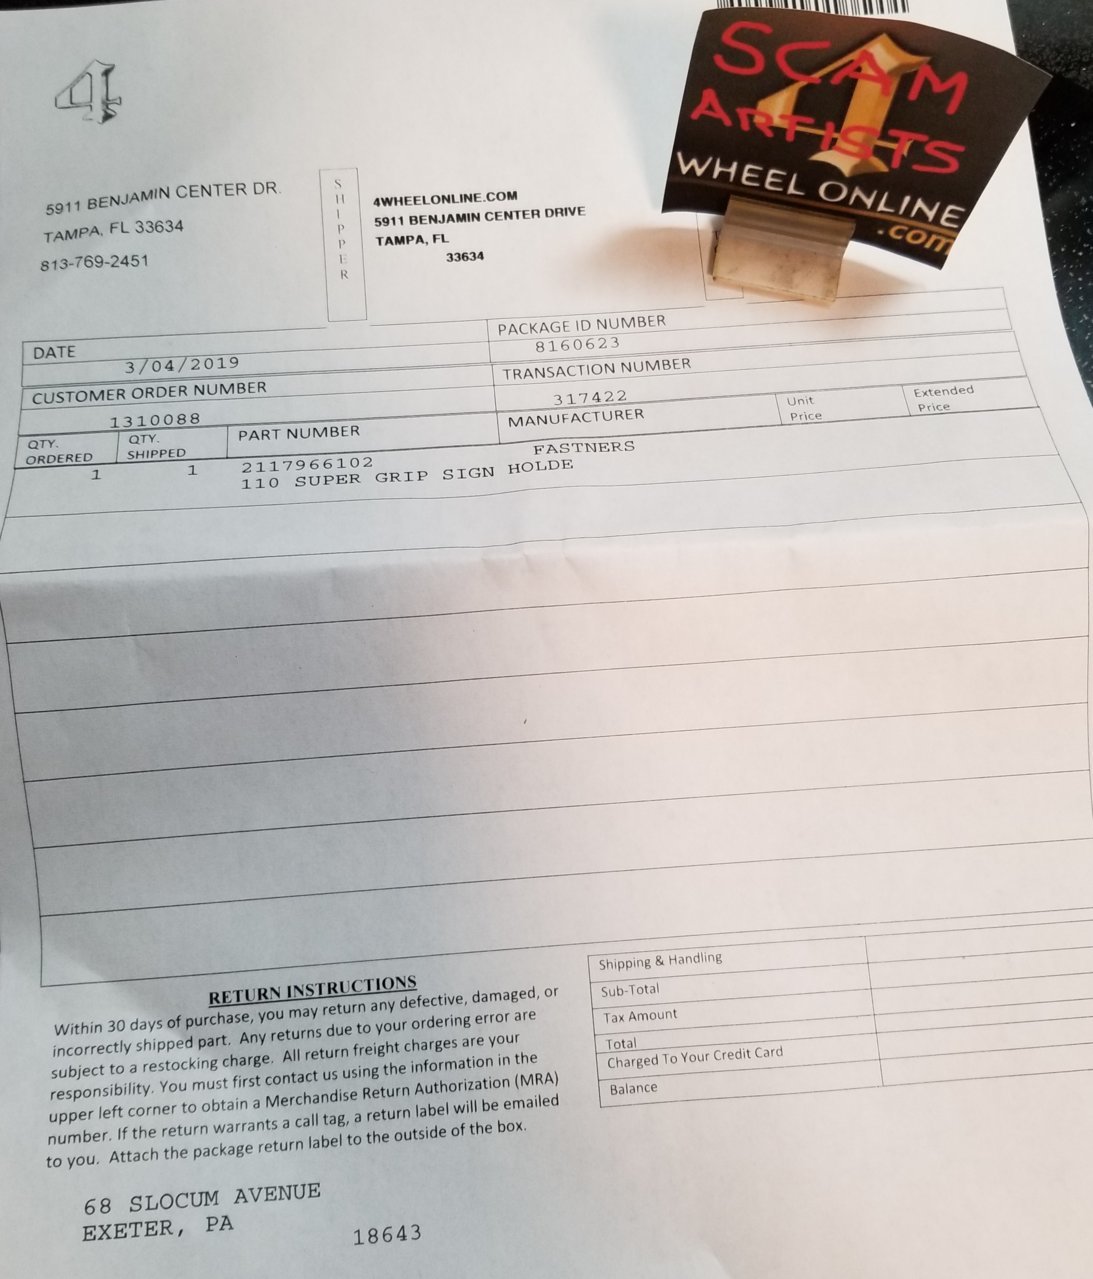 SCAM
ARTISTS
4
WHEEL ONLINE
.com
4
5911 BENJAMIN CENTER DR.
TAMPA, FL 33634
813-769-2451
SHIPPER
4WHEELONLINE.COM
5911 BENJAMIN CENTER DRIVE
TAMPA, FL
33634
DATE
3/04/2019
PACKAGE ID NUMBER
8160623
CUSTOMER ORDER NUMBER
1310088
TRANSACTION NUMBER
317422
QTY. ORDERED
QTY. SHIPPED
PART NUMBER
MANUFACTURER
Unit Price
Extended Price
1 1 2117966102 FASTNERS
110 SUPER GRIP SIGN HOLDE
RETURN INSTRUCTIONS
Within 30 days of purchase, you may return any defective, damaged, or
incorrectly shipped part. Any returns due to your ordering error are
subject to a restocking charge. All return freight charges are your
responsibility. You must first contact us using the information in the
upper left corner to obtain a Merchandise Return Authorization (MRA)
number. If the return warrants a call tag, a return label will be emailed
to you. Attach the package return label to the outside of the box.
Shipping & Handling
Sub-Total
Tax Amount
Total
Charged To Your Credit Card
Balance
68 SLOCUM AVENUE
EXETER, PA
18643